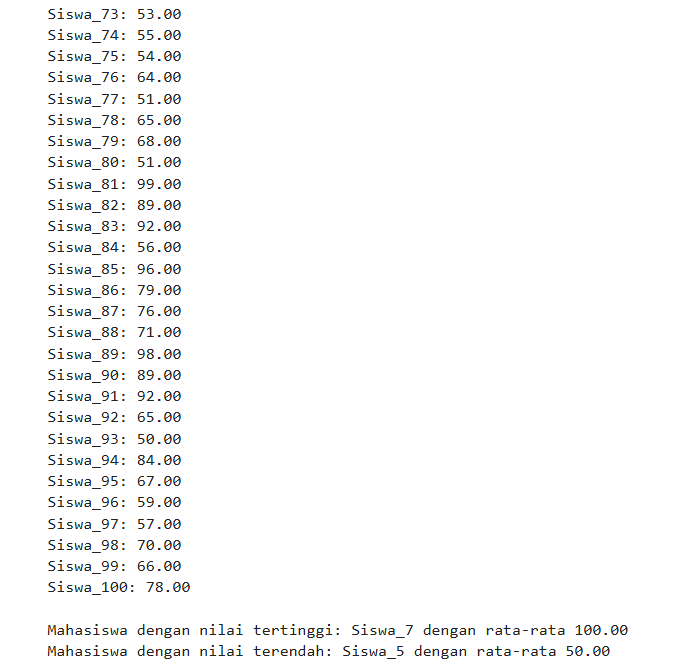 Siswa_73: 53.00
Siswa_74: 55.00
Siswa_75: 54.00
Siswa_76: 64.00
Siswa_77: 51.00
Siswa_78: 65.00
Siswa_79: 68.00
Siswa_80: 51.00
Siswa_81: 99.00
Siswa_82: 89.00
Siswa_83: 92.00
Siswa_84: 56.00
Siswa_85: 96.00
Siswa_86: 79.00
Siswa_87: 76.00
Siswa_88: 71.00
Siswa_89: 98.00
Siswa_90: 89.00
Siswa_91: 92.00
Siswa_92: 65.00
Siswa_93: 50.00
Siswa_94: 84.00
Siswa_95: 67.00
Siswa_96: 59.00
Siswa_97: 57.00
Siswa_98: 70.00
Siswa_99: 66.00
Siswa_100: 78.00
Mahasiswa dengan nilai tertinggi: Siswa_7 dengan rata-rata 100.00
Mahasiswa dengan nilai terendah: Siswa_5 dengan rata-rata 50.00